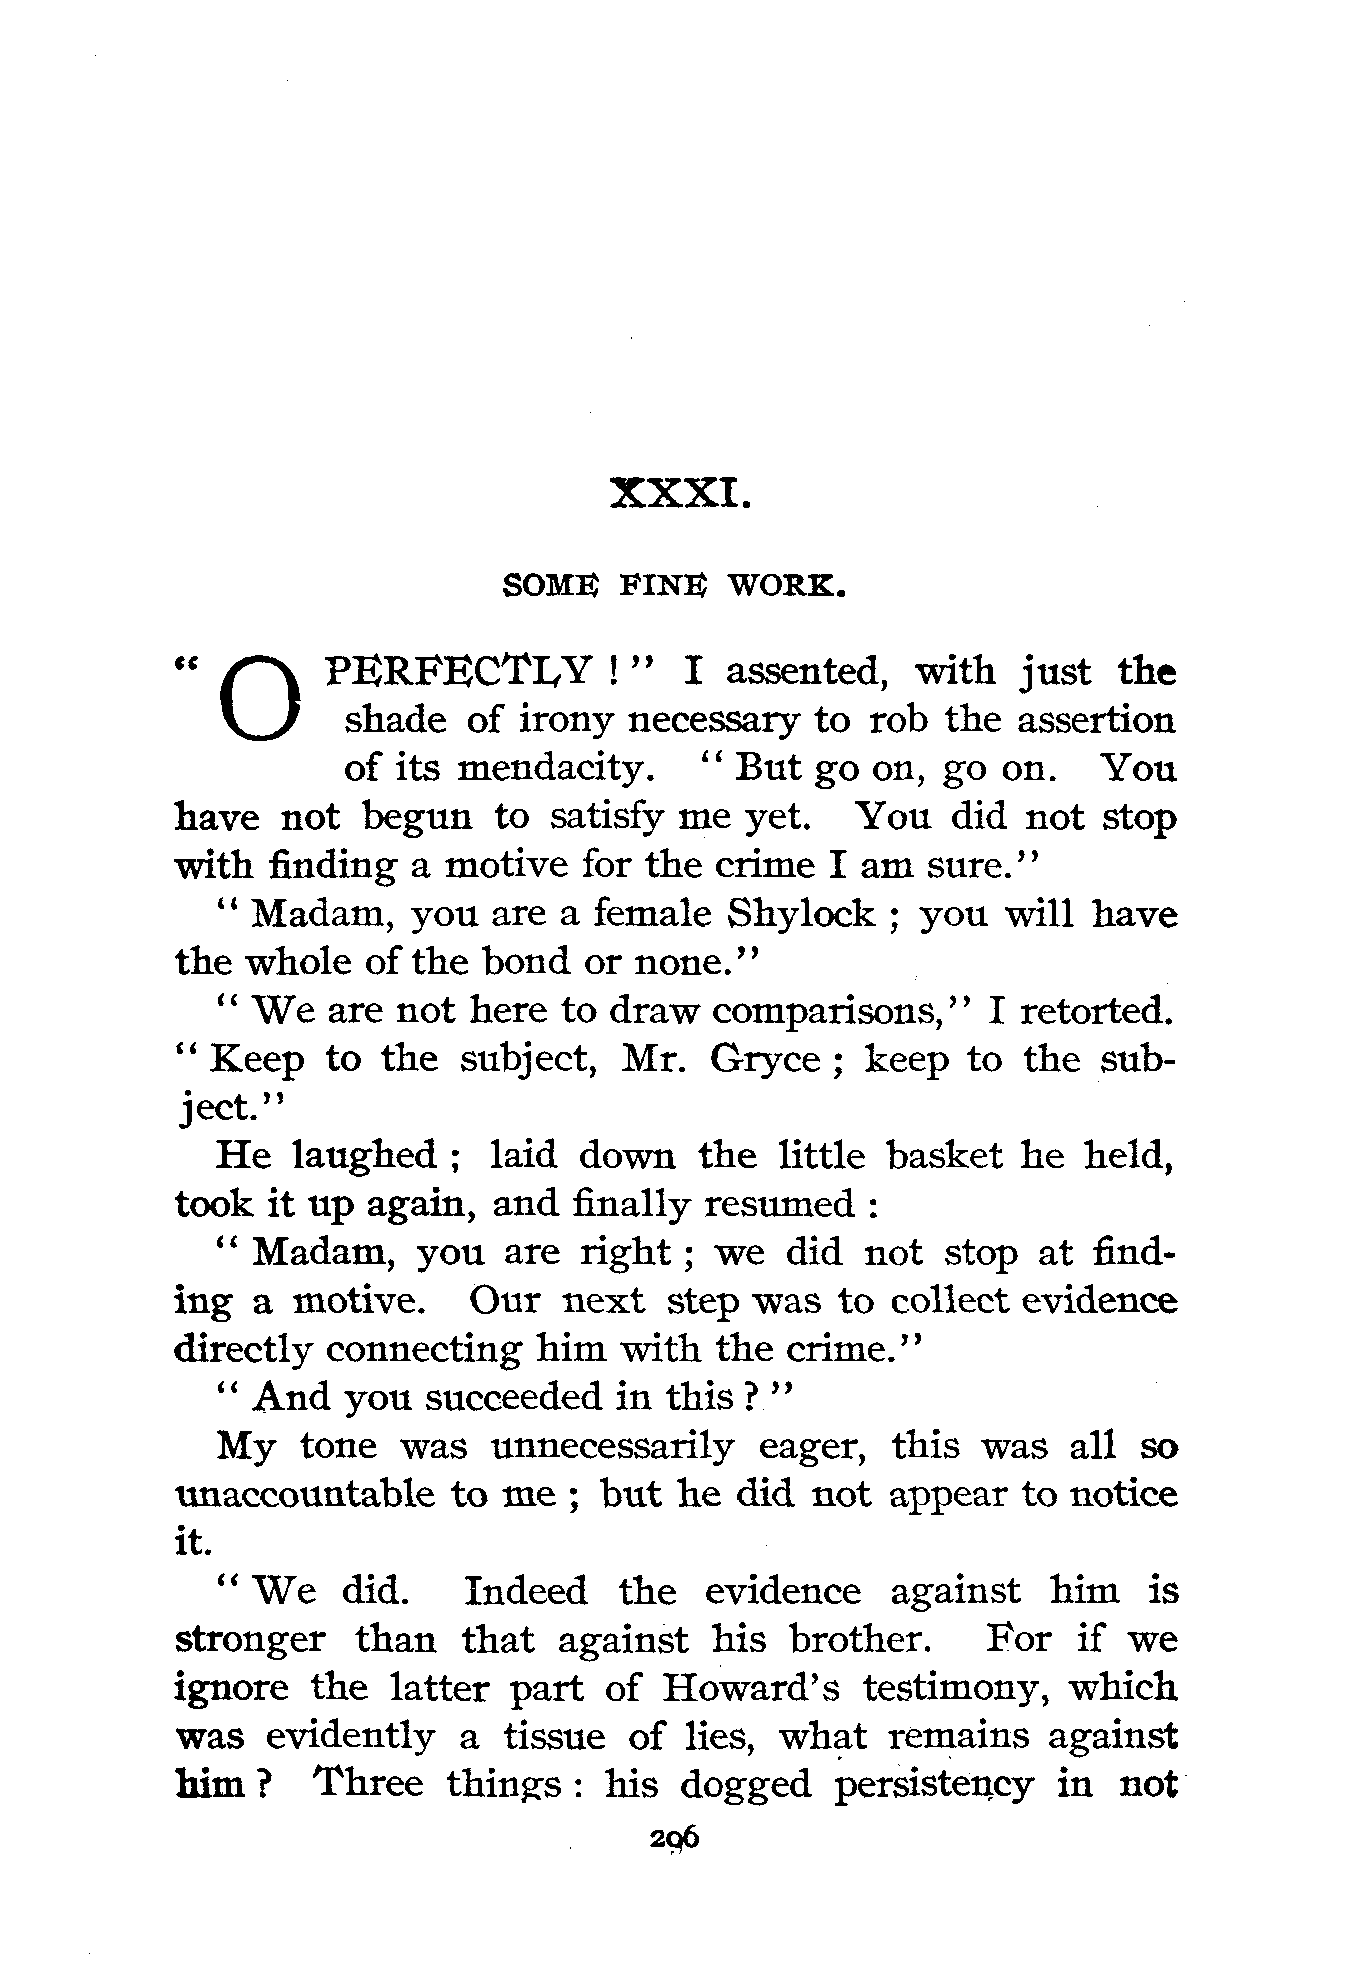 XXXI.
SOME FINE WORK.
“ O PERFECTLY ! ” I assented, with just the
shade of irony necessary to rob the assertion
of its mendacity. “ But go on, go on. You
have not begun to satisfy me yet. You did not stop
with finding a motive for the crime I am sure.”
“ Madam, you are a female Shylock ; you will have
the whole of the bond or none.”
“ We are not here to draw comparisons,” I retorted.
“ Keep to the subject, Mr. Gryce ; keep to the sub-
ject.”
He laughed ; laid down the little basket he held,
took it up again, and finally resumed :
“ Madam, you are right ; we did not stop at find-
ing a motive. Our next step was to collect evidence
directly connecting him with the crime.”
“ And you succeeded in this ? ”
My tone was unnecessarily eager, this was all so
unaccountable to me ; but he did not appear to notice
it.
“ We did. Indeed the evidence against him is
stronger than that against his brother. For if we
ignore the latter part of Howard’s testimony, which
was evidently a tissue of lies, what remains against
him ? Three things : his dogged persistency in not
296